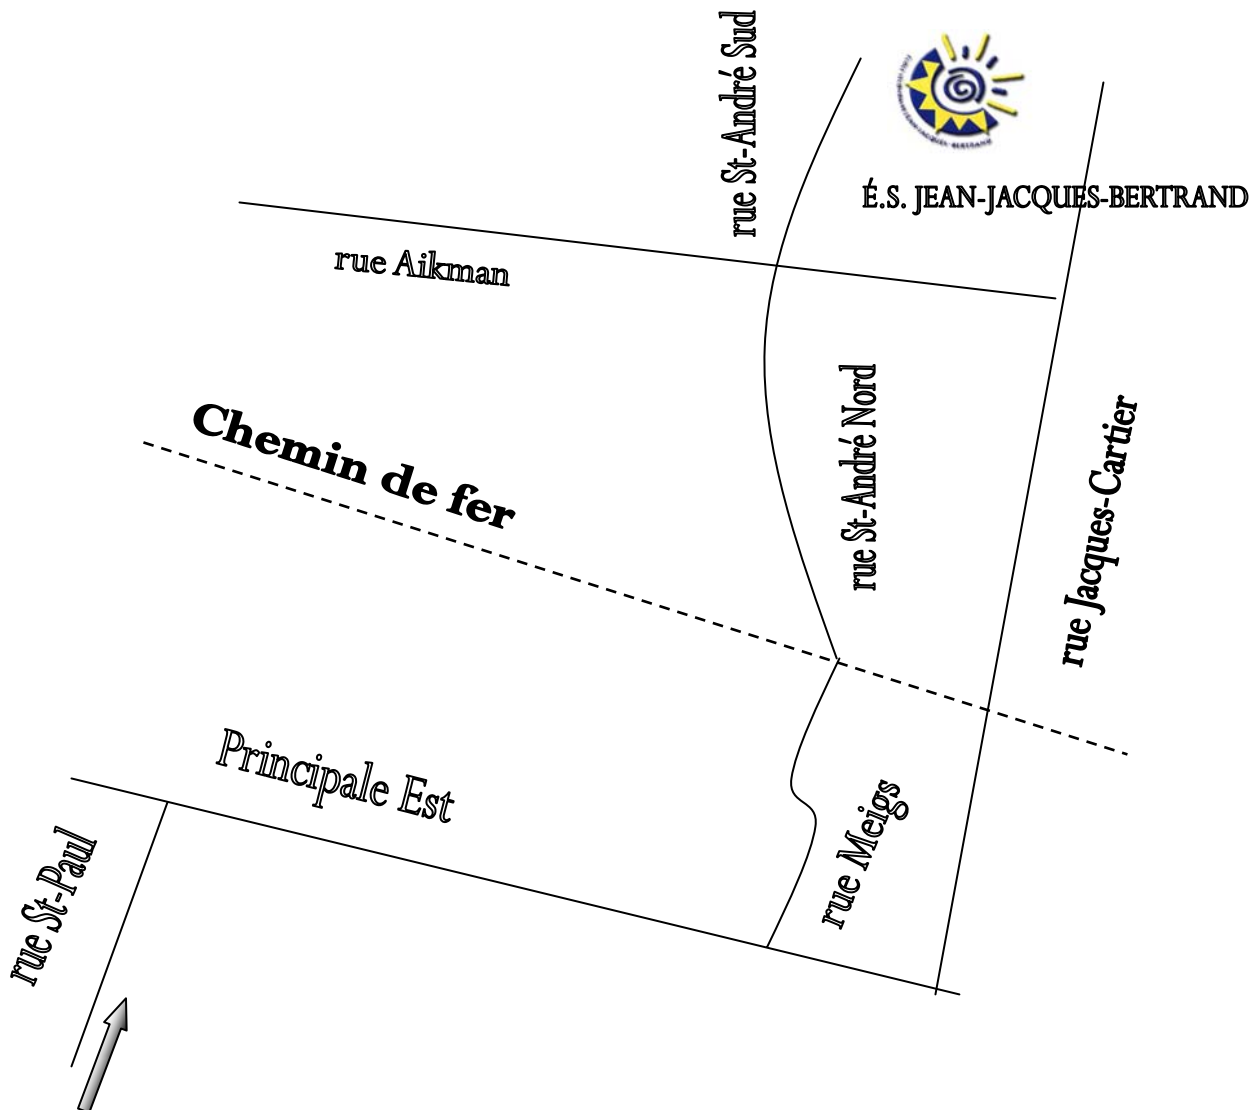 rue St-André Sud
É.S. JEAN-JACQUES-BERTRAND
rue Aikman
rue St-André Nord
Chemin de fer
rue Jacques-Cartier
Principale Est
rue Meigs
rue St-Paul